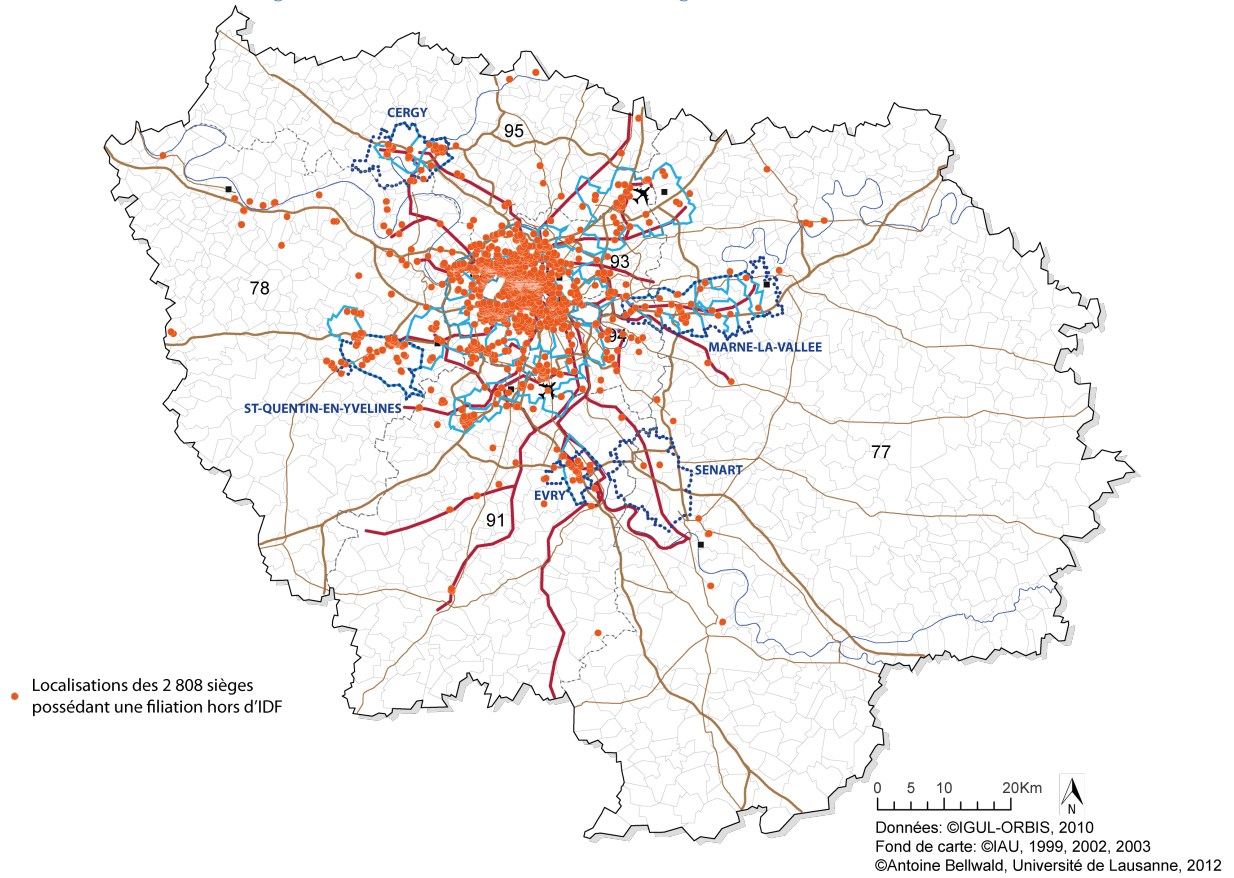 CERGY
95
93
78
94
MARNE-LA-VALLEE
ST-QUENTIN-EN-YVELINES
77
SENART
EVRY
91
Localisations des 2 808 sièges
possédant une filiation hors d'IDF
0 5 10 20Km
N
Données: ©IGUL-ORBIS, 2010
Fond de carte: ©IAU, 1999, 2002, 2003
©Antoine Bellwald, Université de Lausanne, 2012